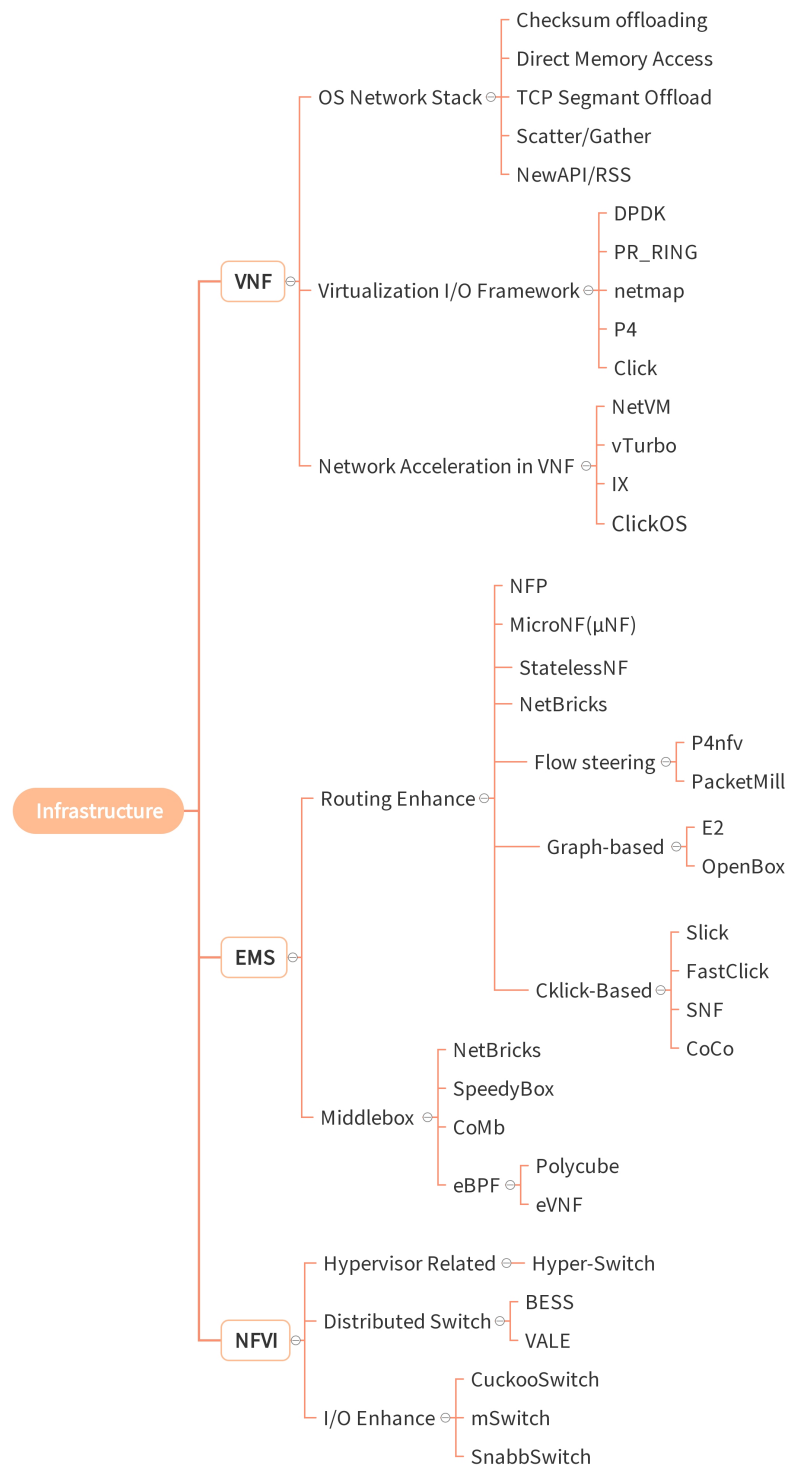 Infrastructure
VNF
OS Network Stack
Checksum offloading
Direct Memory Access
TCP Segmant Offload
Scatter/Gather
NewAPI/RSS
Virtualization I/O Framework
DPDK
PR_RING
netmap
P4
Click
Network Acceleration in VNF
NetVM
vTurbo
IX
ClickOS
EMS
Routing Enhance
NFP
MicroNF(μNF)
StatelessNF
NetBricks
Flow steering
P4nfv
PacketMill
Graph-based
E2
OpenBox
Cklick-Based
Slick
FastClick
SNF
CoCo
Middlebox
NetBricks
SpeedyBox
CoMb
eBPF
Polycube
eVNF
NFVI
Hypervisor Related
Hyper-Switch
Distributed Switch
BESS
VALE
I/O Enhance
CuckooSwitch
mSwitch
SnabbSwitch